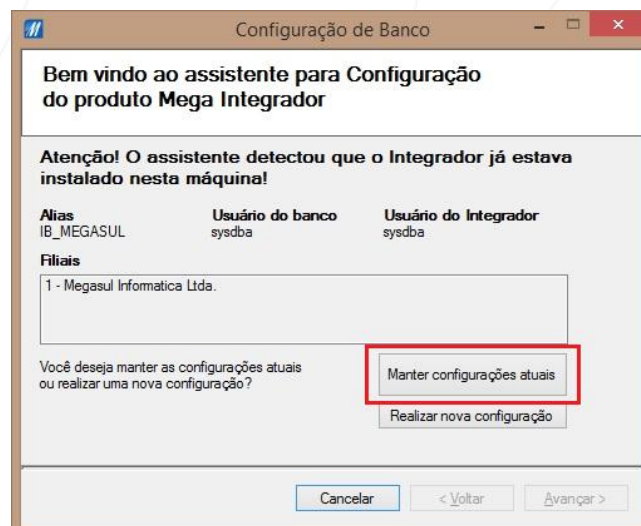 M
Configuração de Banco
Bem vindo ao assistente para Configuração
do produto Mega Integrador
Atenção! O assistente detectou que o Integrador já estava
instalado nesta máquina!
Alias Usuário do banco Usuário do Integrador
IB_MEGASUL sysdba sysdba
Filiais
1 - Megasul Informatica Ltda.
Você deseja manter as configurações atuais
ou realizar uma nova configuração?
Manter configurações atuais
Realizar nova configuração
Cancelar < Voltar Avançar >